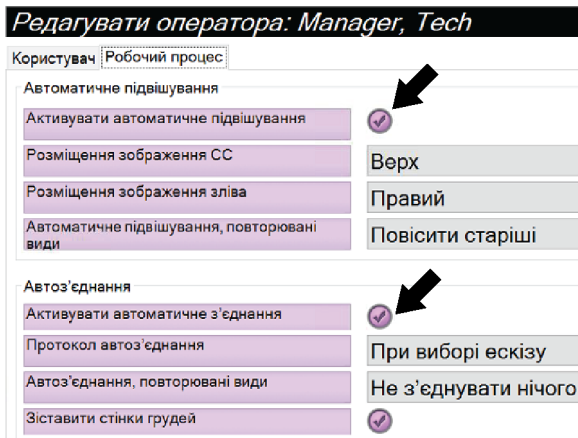 Редагувати оператора: Manager, Tech
Користувач Робочий процес
Автоматичне підвішування
Активувати автоматичне підвішування
Розміщення зображення CC Верх
Розміщення зображення зліва Правий
Автоматичне підвішування, повторювані
види Повісити старіші
Автоз’єднання
Активувати автоматичне з’єднання
Протокол автоз’єднання При виборі ескізу
Автоз’єднання, повторювані види Не з’єднувати нічого
Зіставити стінки грудей